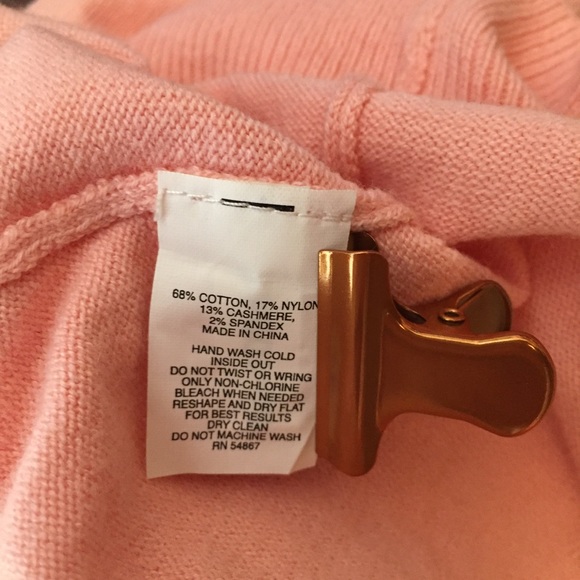 68% COTTON, 17% NYLON
13% CASHMERE,
2% SPANDEX
MADE IN CHINA
HAND WASH COLD
INSIDE OUT
DO NOT TWIST OR WRING
ONLY NON-CHLORINE
BLEACH WHEN NEEDED
RESHAPE AND DRY FLAT
FOR BEST RESULTS
DRY CLEAN
DO NOT MACHINE WASH
RN 54867